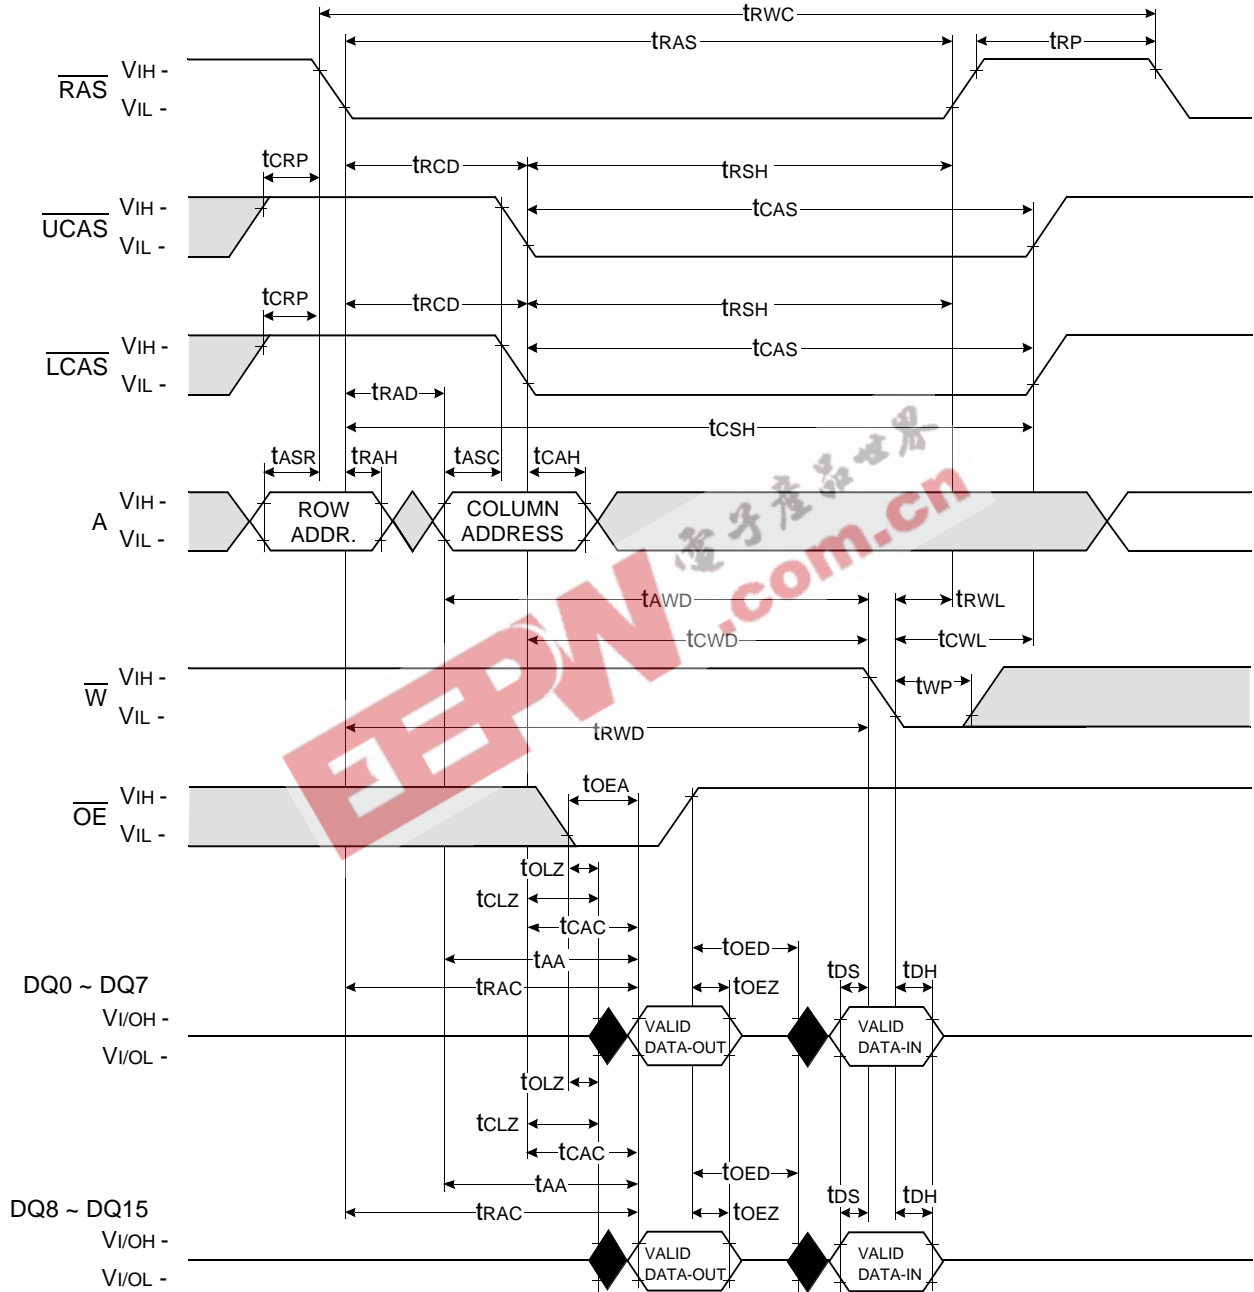 tRWC
tRAS
tRP
RAS
VIH -
VIL -
tCRP
tRCD
tRSH
UCAS
VIH -
VIL -
tCAS
tCRP
tRCD
tRSH
LCAS
VIH -
VIL -
tCAS
tRAD
tCSH
tASR
tRAH
tASC
tCAH
A
VIH -
VIL -
ROW
ADDR.
COLUMN
ADDRESS
電子產品世界
.com.cn
EEPW
tAWD
tRWL
tCWD
tCWL
W
VIH -
VIL -
tWP
tRWD
OE
VIH -
VIL -
tOEA
tOLZ
tCLZ
tCAC
tOED
tAA
tDS
tDH
DQ0 ~ DQ7
tRAC
tOEZ
VI/OH -
VI/OL -
VALID
DATA-OUT
VALID
DATA-IN
tOLZ
tCLZ
tCAC
tOED
tAA
tDS
tDH
DQ8 ~ DQ15
tRAC
tOEZ
VI/OH -
VI/OL -
VALID
DATA-OUT
VALID
DATA-IN